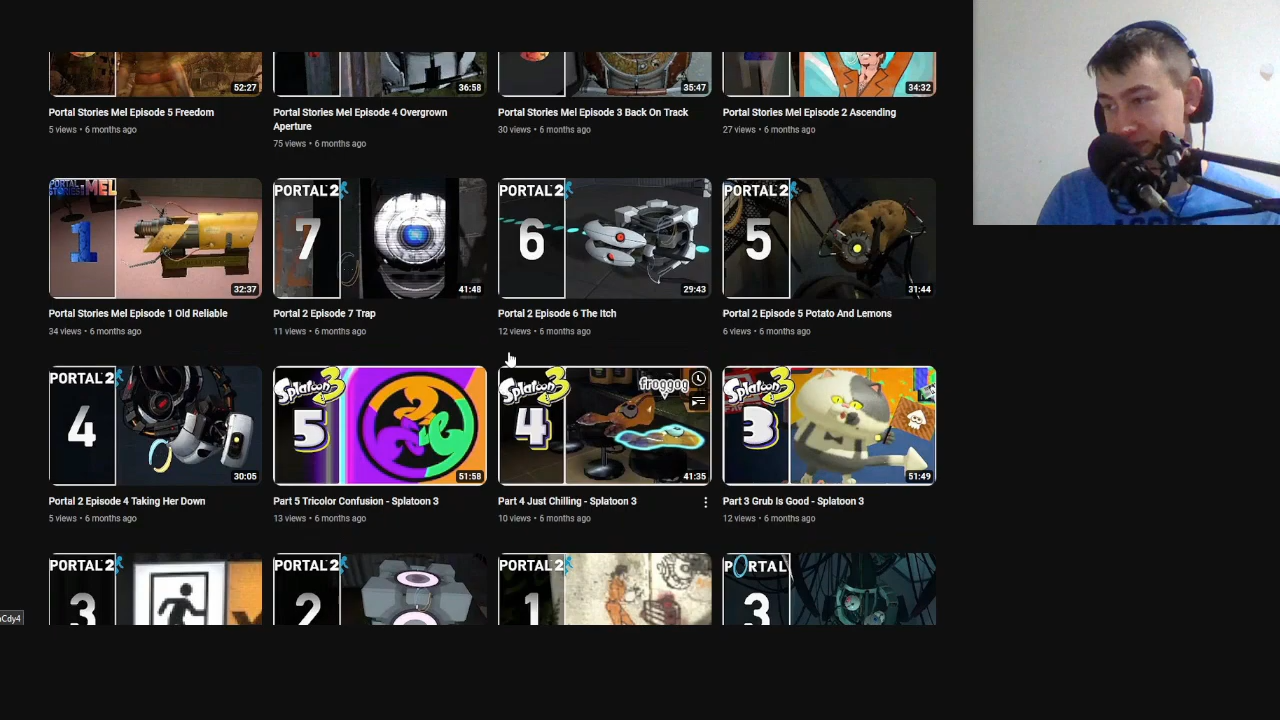 52:27
36:58
35:47
34:32
Portal Stories Mel Episode 5 Freedom
5 views • 6 months ago
Portal Stories Mel Episode 4 Overgrown
Aperture
75 views • 6 months ago
Portal Stories Mel Episode 3 Back On Track
30 views • 6 months ago
Portal Stories Mel Episode 2 Ascending
27 views • 6 months ago
PORTAL
STORIES:MEL
1
32:37
PORTAL 2
7
41:48
PORTAL 2
6
29:43
PORTAL 2
5
31:44
Portal Stories Mel Episode 1 Old Reliable
34 views • 6 months ago
Portal 2 Episode 7 Trap
11 views • 6 months ago
Portal 2 Episode 6 The Itch
12 views • 6 months ago
Portal 2 Episode 5 Potato And Lemons
6 views • 6 months ago
PORTAL 2
4
30:05
Splatoon 3
5
51:58
Splatoon 3
4
froggog
41:35
Splatoon 3
3
51:49
Portal 2 Episode 4 Taking Her Down
5 views • 6 months ago
Part 5 Tricolor Confusion - Splatoon 3
13 views • 6 months ago
Part 4 Just Chilling - Splatoon 3
10 views • 6 months ago
Part 3 Grub Is Good - Splatoon 3
12 views • 6 months ago
PORTAL 2
3
PORTAL 2
2
PORTAL 2
1
PORTAL
3
Cdy4